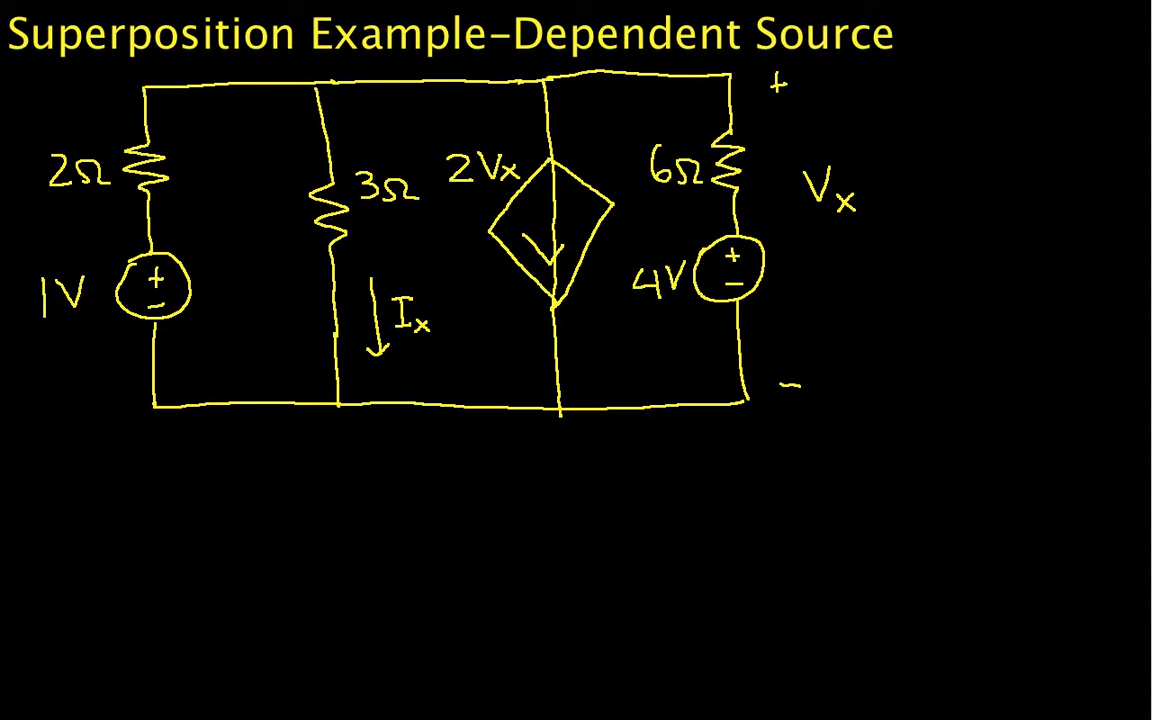 Superposition Example-Dependent Source
+
2Ω
3Ω
2Vx
6Ω
Vx
+
-
1V
+
-
4V
Ix
-